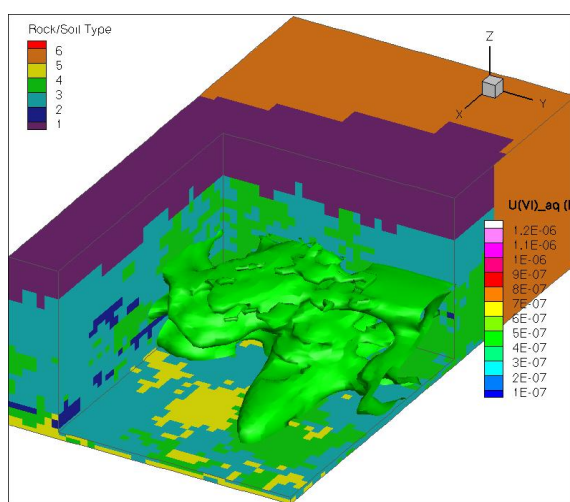 Rock/Soil Type
6
5
4
3
2
1
Z
X
Y
U(VI)_aq (
1.2E-06
1.1E-06
1E-06
9E-07
8E-07
7E-07
6E-07
5E-07
4E-07
3E-07
2E-07
1E-07